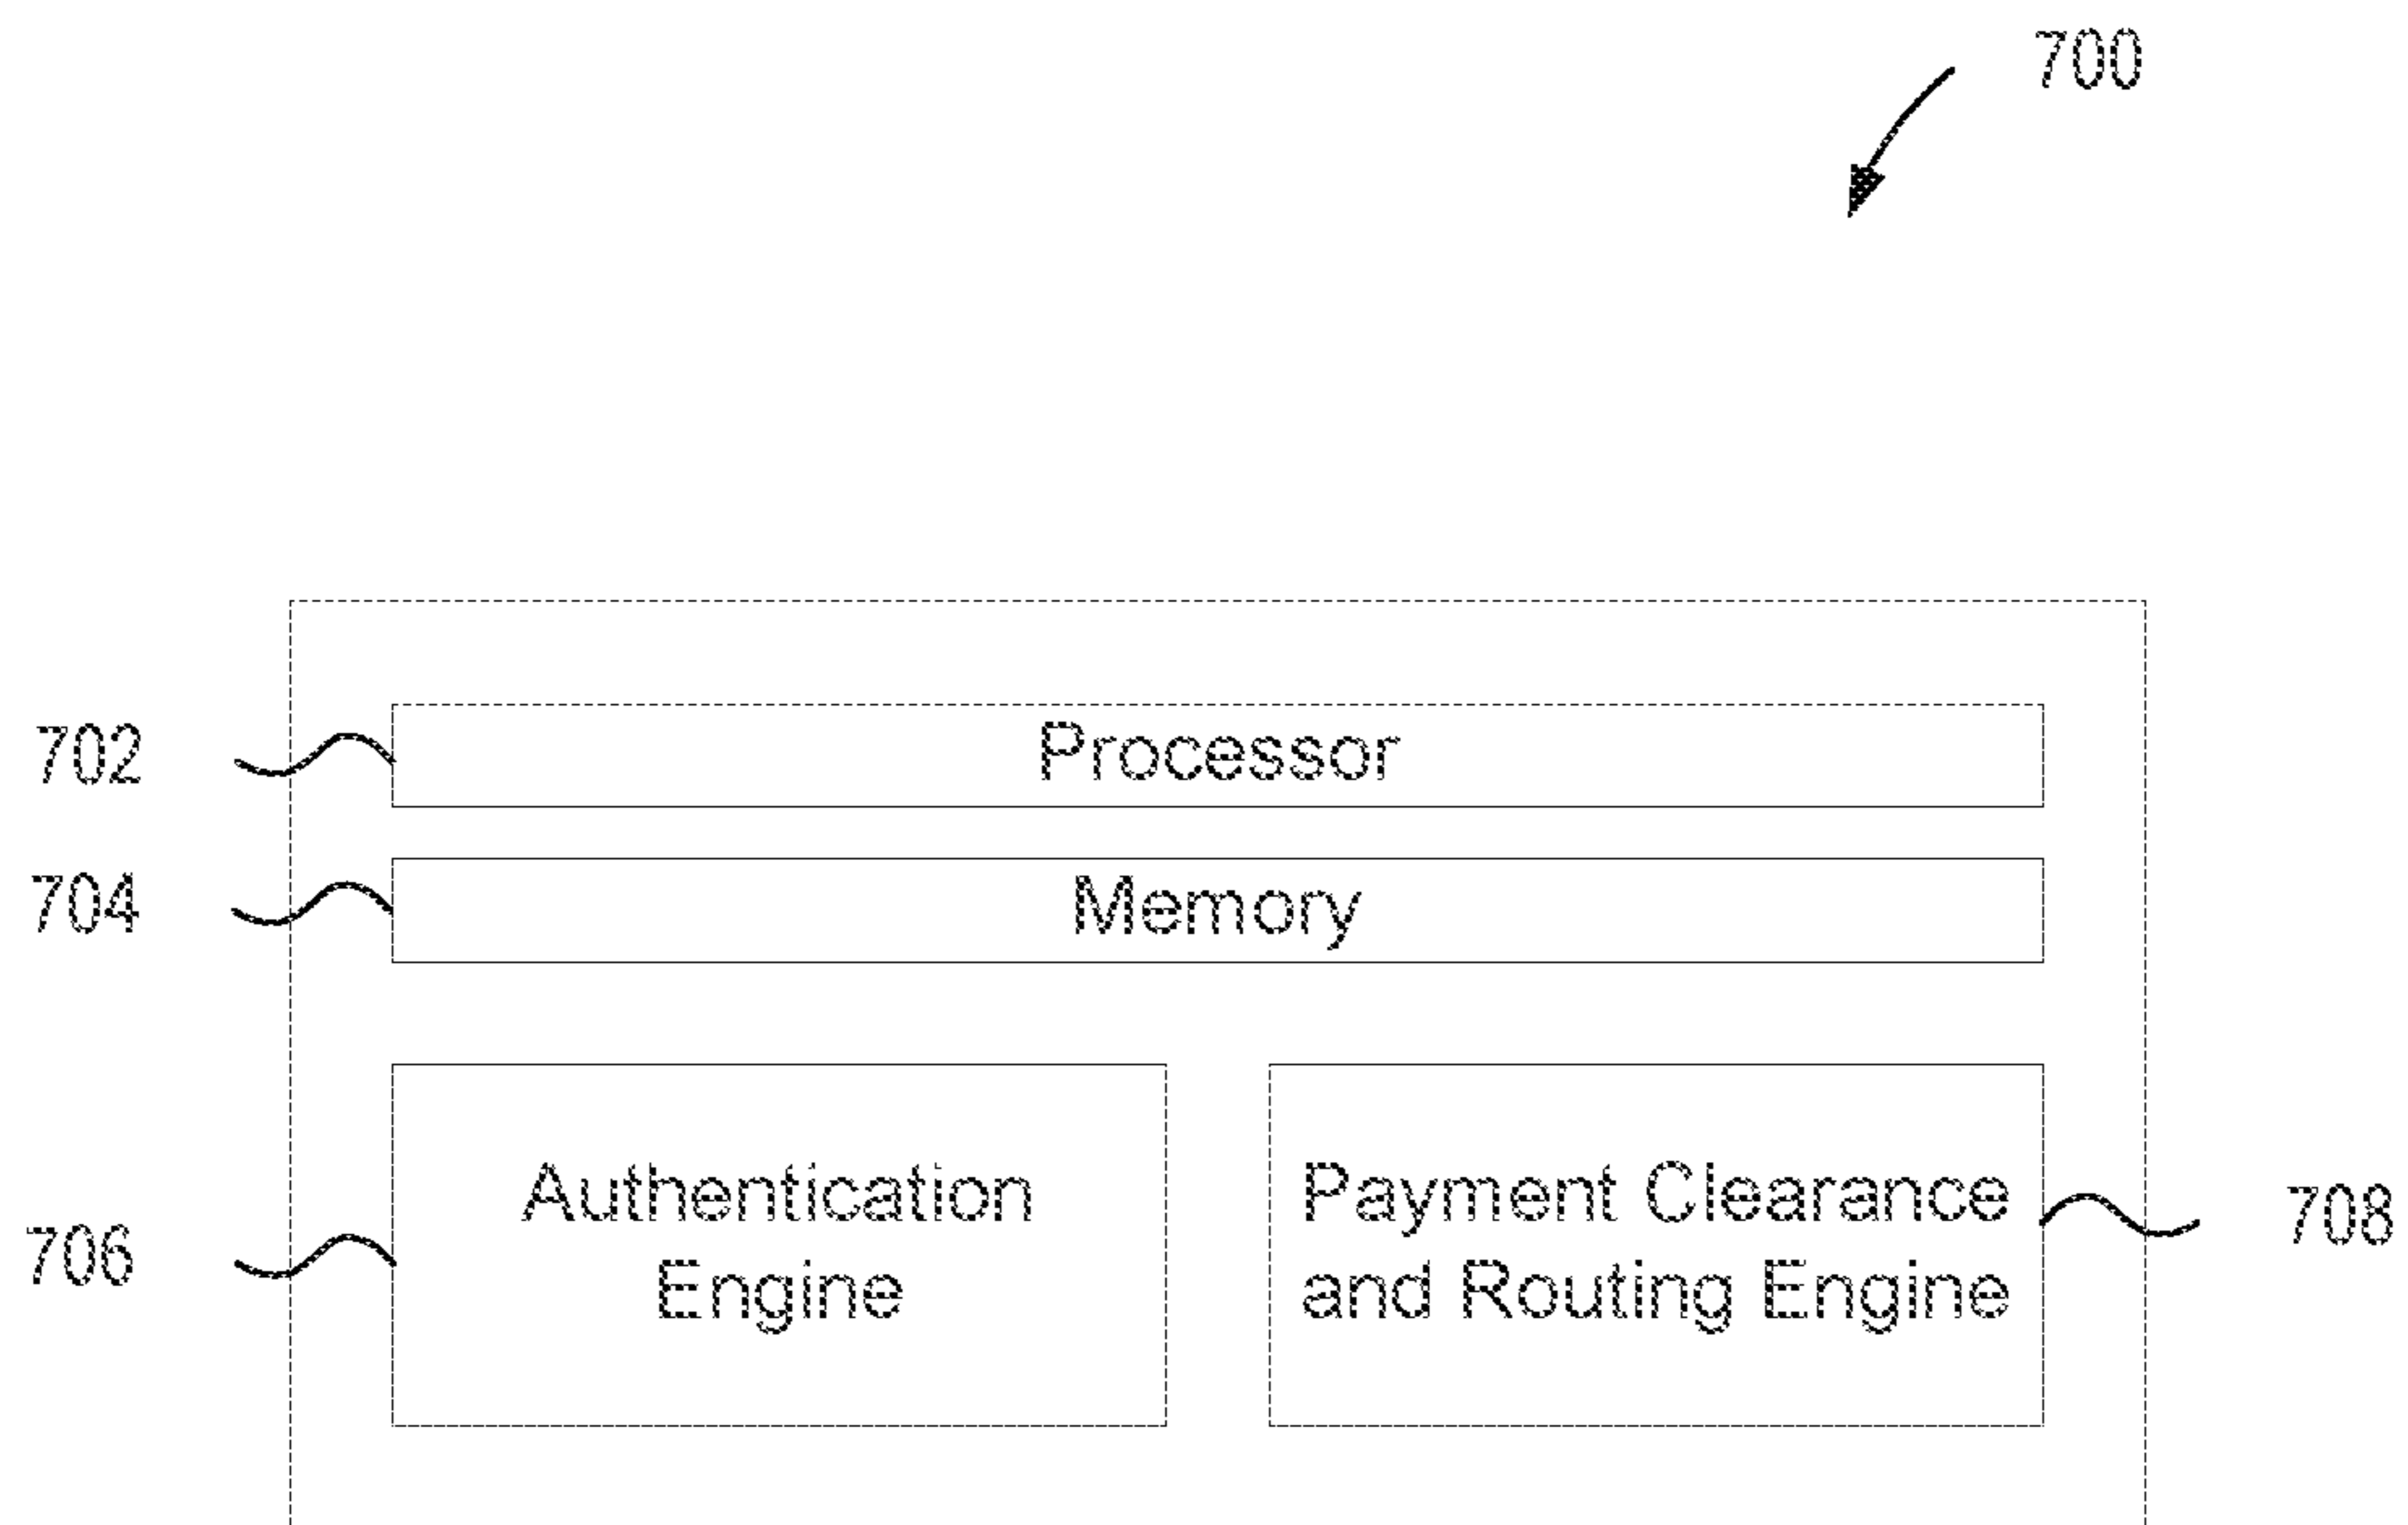 700
702
Processor
704
Memory
706
Authentication
Engine
Payment Clearance
and Routing Engine
708